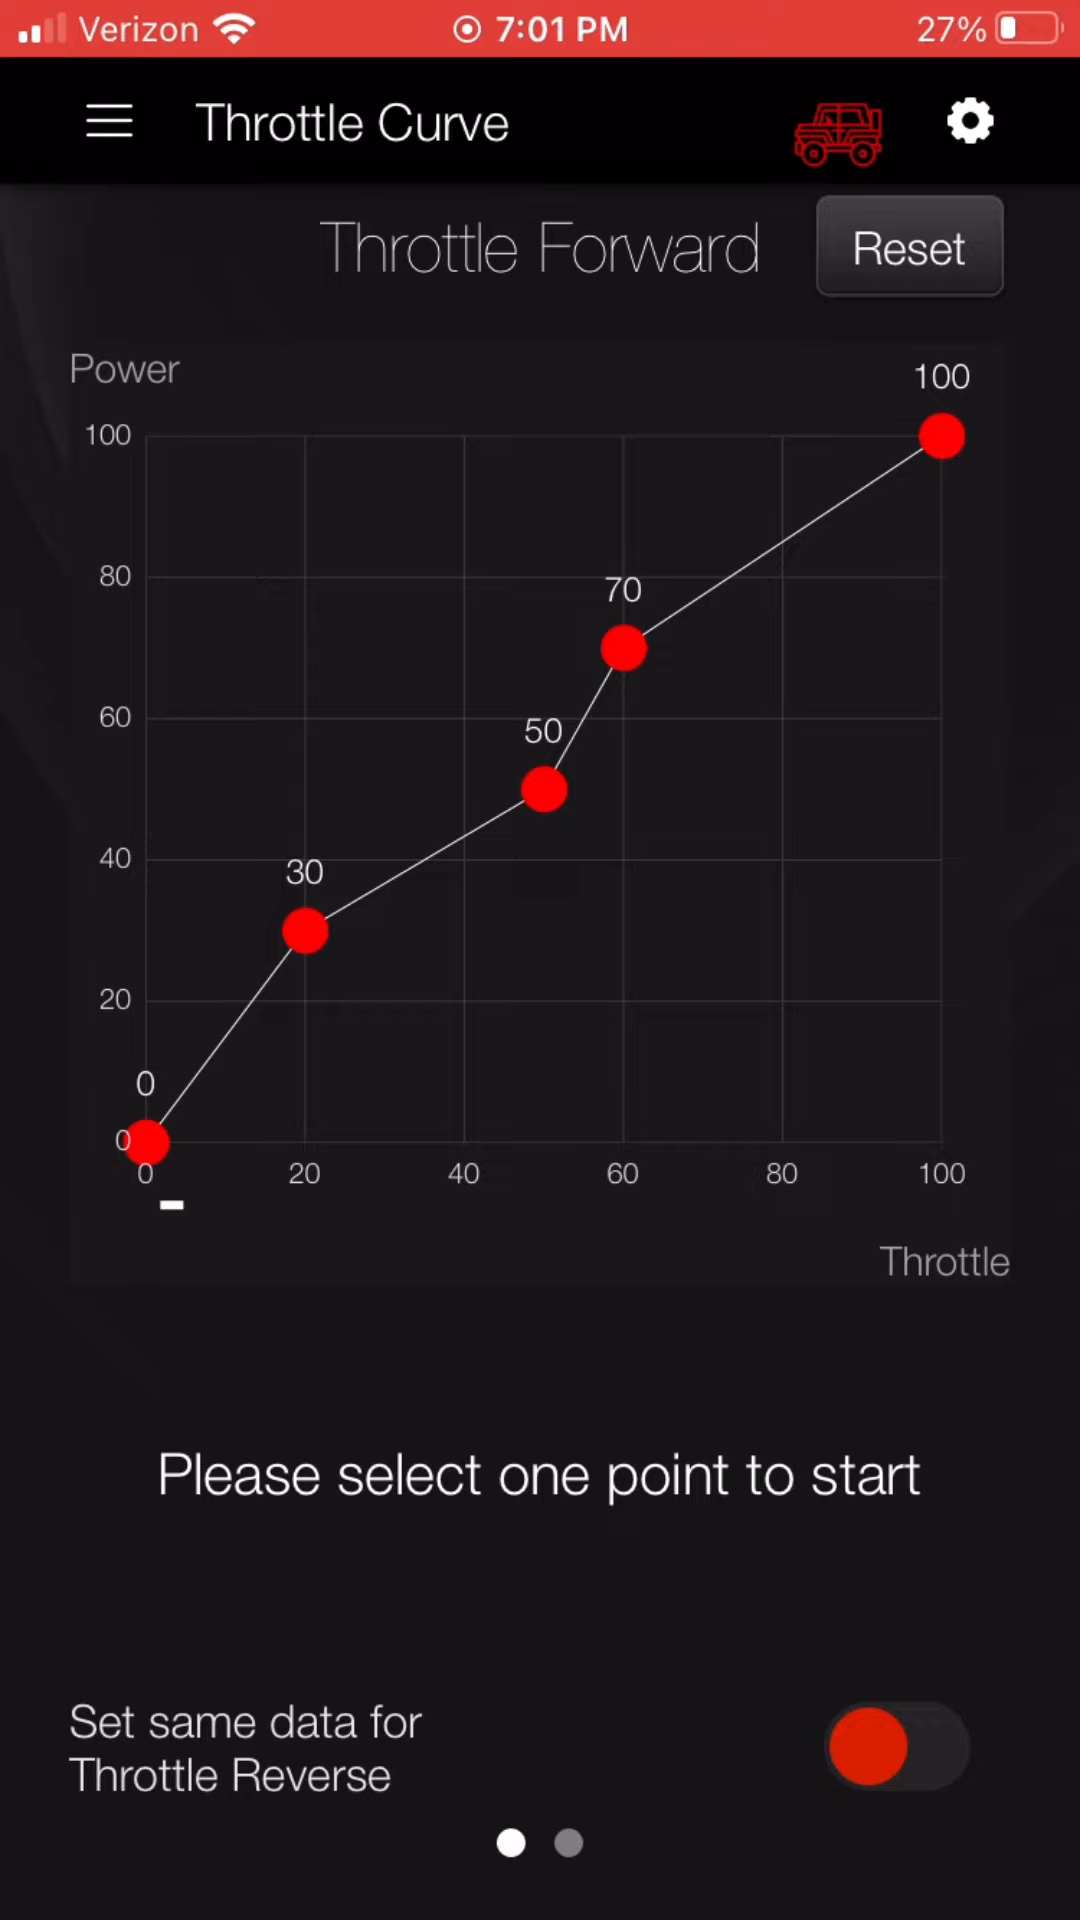 Verizon 7:01 PM 27%
Throttle Curve
Throttle Forward Reset
Power
100
100
80
70
60
50
40
30
20
0
0
0 20 40 60 80 100
Throttle
Please select one point to start
Set same data for
Throttle Reverse